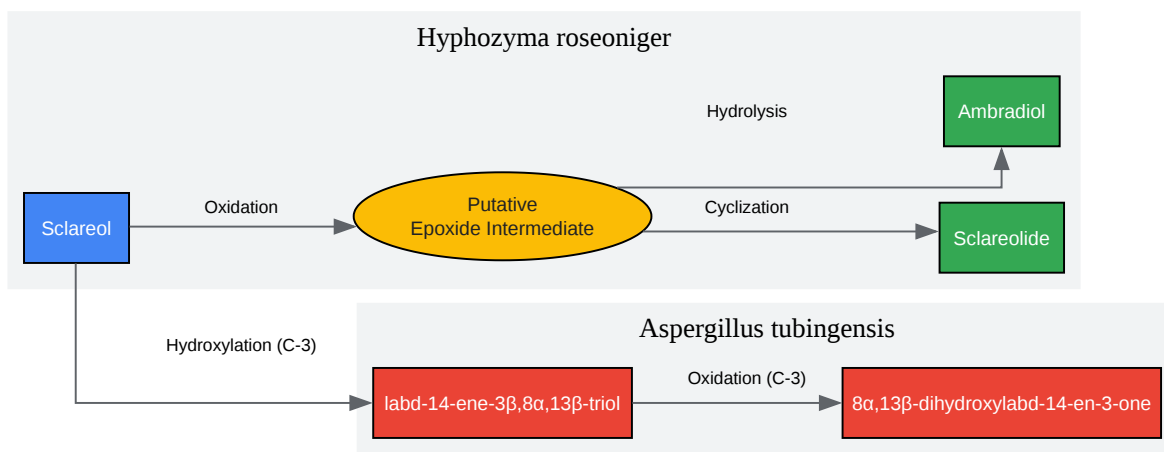 Hyphozyma roseoniger
Hydrolysis
Ambradiol
Sclareol
Oxidation
Putative
Epoxide Intermediate
Cyclization
Sclareolide
Aspergillus tubingensis
Hydroxylation (C-3)
labd-14-ene-3β,8α,13β-triol
Oxidation (C-3)
8α,13β-dihydroxylabd-14-en-3-one